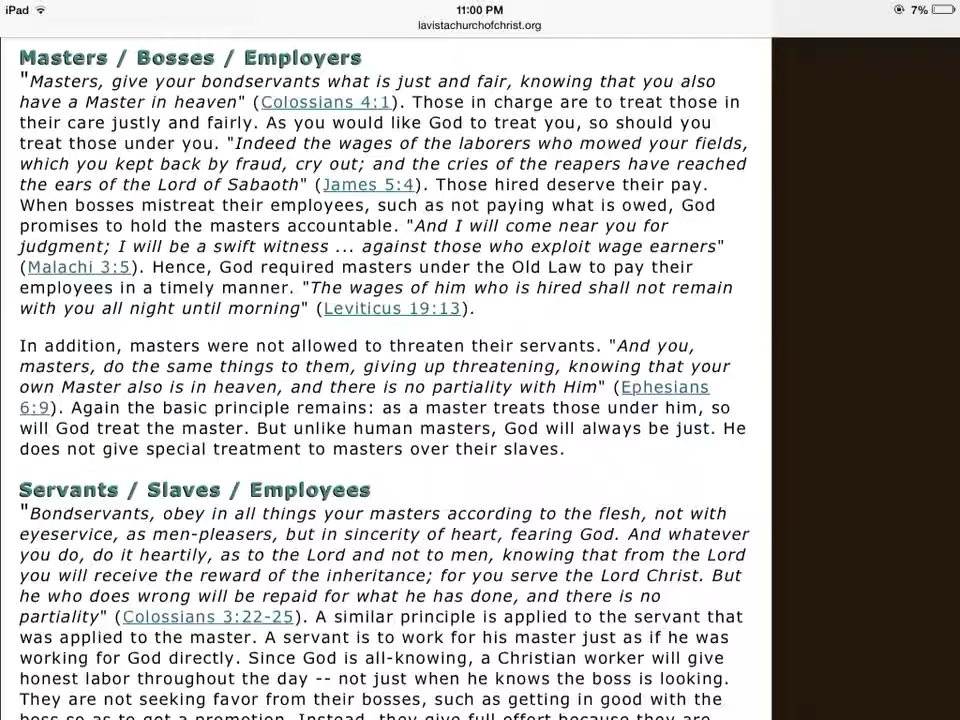 iPad
11:00 PM
7%
lavistachurchofchrist.org
Masters / Bosses / Employers
"Masters, give your bondservants what is just and fair, knowing that you also
have a Master in heaven" (Colossians 4:1). Those in charge are to treat those in
their care justly and fairly. As you would like God to treat you, so should you
treat those under you. "Indeed the wages of the laborers who mowed your fields,
which you kept back by fraud, cry out; and the cries of the reapers have reached
the ears of the Lord of Sabaoth" (James 5:4). Those hired deserve their pay.
When bosses mistreat their employees, such as not paying what is owed, God
promises to hold the masters accountable. "And I will come near you for
judgment; I will be a swift witness ... against those who exploit wage earners"
(Malachi 3:5). Hence, God required masters under the Old Law to pay their
employees in a timely manner. "The wages of him who is hired shall not remain
with you all night until morning" (Leviticus 19:13).
In addition, masters were not allowed to threaten their servants. "And you,
masters, do the same things to them, giving up threatening, knowing that your
own Master also is in heaven, and there is no partiality with Him" (Ephesians
6:9). Again the basic principle remains: as a master treats those under him, so
will God treat the master. But unlike human masters, God will always be just. He
does not give special treatment to masters over their slaves.
Servants / Slaves / Employees
"Bondservants, obey in all things your masters according to the flesh, not with
eyeservice, as men-pleasers, but in sincerity of heart, fearing God. And whatever
you do, do it heartily, as to the Lord and not to men, knowing that from the Lord
you will receive the reward of the inheritance; for you serve the Lord Christ. But
he who does wrong will be repaid for what he has done, and there is no
partiality" (Colossians 3:22-25). A similar principle is applied to the servant that
was applied to the master. A servant is to work for his master just as if he was
working for God directly. Since God is all-knowing, a Christian worker will give
honest labor throughout the day -- not just when he knows the boss is looking.
They are not seeking favor from their bosses, such as getting in good with the
boss so as to get a promotion. Instead, they give full effort because they are